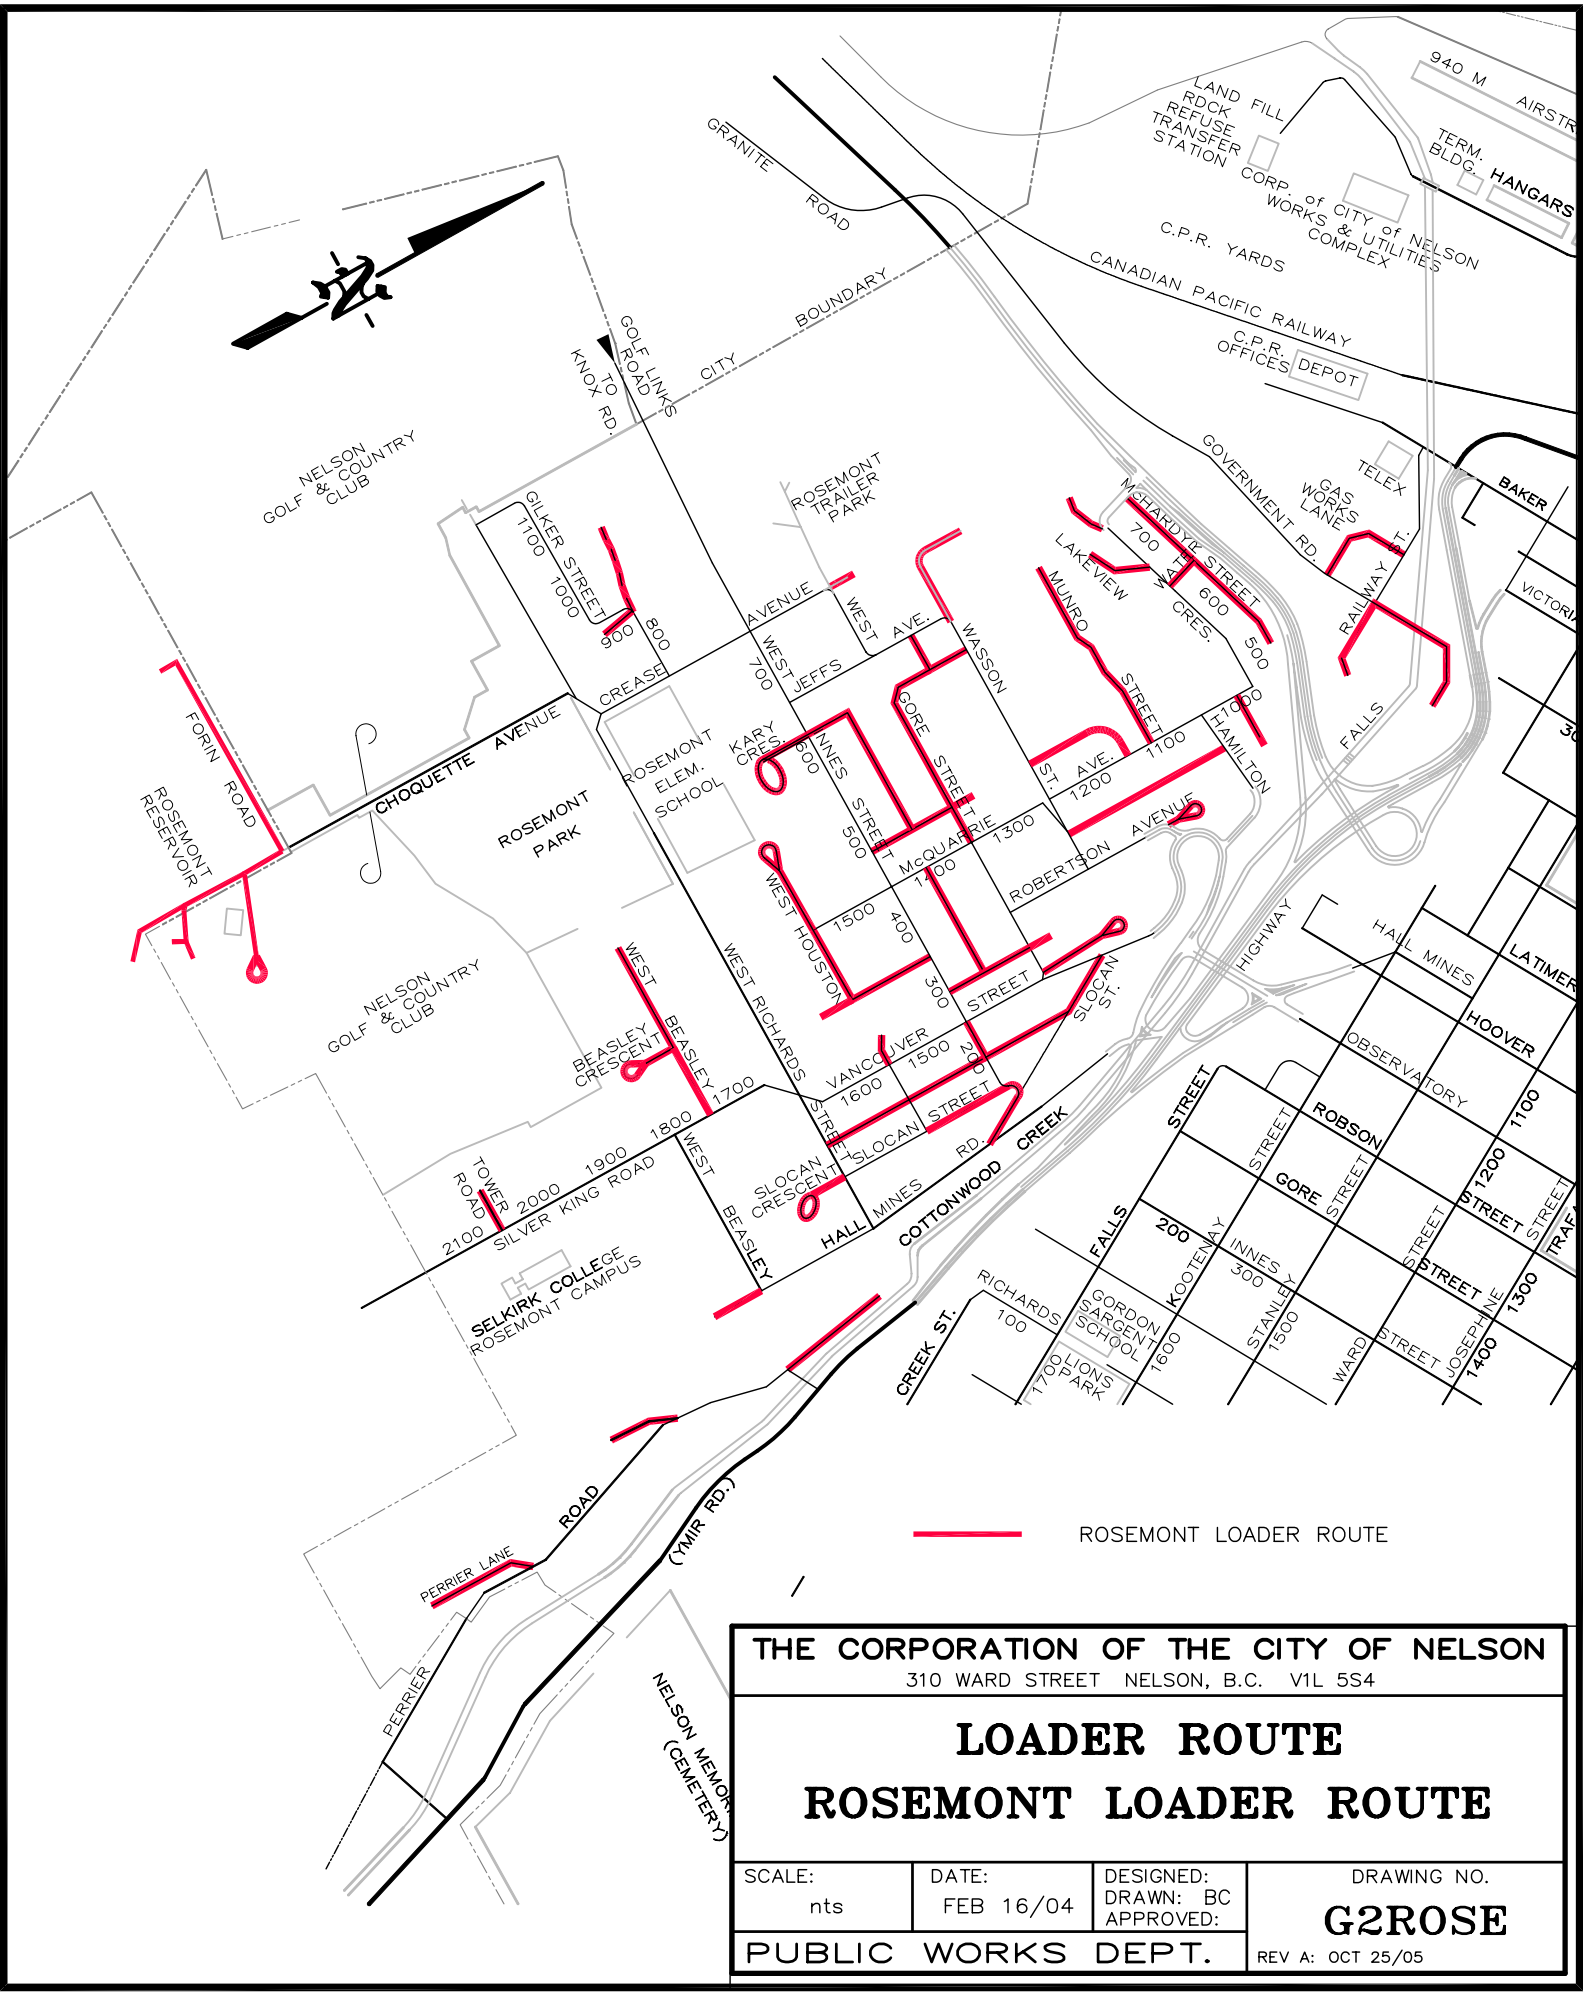 940 M AIRSTR
LAND FILL
RDCK
REFUSE
TRANSFER
STATION
TERM.
BLDG.
HANGARS
CORP. of CITY of NELSON
WORKS & UTILITIES
COMPLEX
C.P.R. YARDS
GRANITE ROAD
CANADIAN PACIFIC RAILWAY
C.P.R.
OFFICES
DEPOT
CITY BOUNDARY
GOLF LINKS
ROAD
TO
KNOX RD.
NELSON
GOLF & COUNTRY
CLUB
ROSEMONT
TRAILER
PARK
GOVERNMENT RD.
TELEX
GAS
WORKS
LANE
BAKER
VICTORIA
RAILWAY ST.
GILKER STREET
1100
1000
900
800
McHARDY STREET
700
600
500
LAKEVIEW
CRES.
MUNRO STREET
CREASE AVENUE
WEST
WEST
700
JEFFS AVE.
WASSON ST.
GORE STREET
FORIN ROAD
CHOQUETTE AVENUE
ROSEMONT
RESERVOIR
ROSEMONT
ELEM.
SCHOOL
ROSEMONT
PARK
KARY
CRES.
600
INNES STREET
500
H1000
HAMILTON
AVE.
1100
1200
1300
McQUARRIE
AVENUE
1400
1500
ROBERTSON
400
300
200
FALLS
HIGHWAY
WEST HOUSTON
WEST RICHARDS STREET
NELSON
GOLF & COUNTRY
CLUB
WEST BEASLEY
BEASLEY
CRESCENT
VANCOUVER STREET
1500
1600
SLOCAN
ST.
SLOCAN STREET
SLOCAN
CRESCENT
1700
1800
1900
2000
2100
SILVER KING ROAD
TOWER
ROAD
WEST BEASLEY
HALL MINES RD.
COTTONWOOD CREEK
SELKIRK COLLEGE
ROSEMONT CAMPUS
HALL MINES
LATIMER
HOOVER
OBSERVATORY
ROBSON STREET
1100
1200
1300
1400
GORE STREET
FALLS STREET
200
KOOTENAY STREET
INNES
300
STANLEY STREET
1500
WARD STREET
JOSEPHINE STREET
STREET
RICHARDS
100
GORDON
SARGENT
SCHOOL
1600
1700
LIONS
PARK
CREEK ST.
ROAD
(YMIR RD.)
PERRIER LANE
PERRIER
NELSON MEMOR
(CEMETERY)
ROSEMONT LOADER ROUTE
THE CORPORATION OF THE CITY OF NELSON
310 WARD STREET NELSON, B.C. V1L 5S4
LOADER ROUTE
ROSEMONT LOADER ROUTE
SCALE:
nts
DATE:
FEB 16/04
DESIGNED:
DRAWN: BC
APPROVED:
DRAWING NO.
G2ROSE
REV A: OCT 25/05
PUBLIC WORKS DEPT.